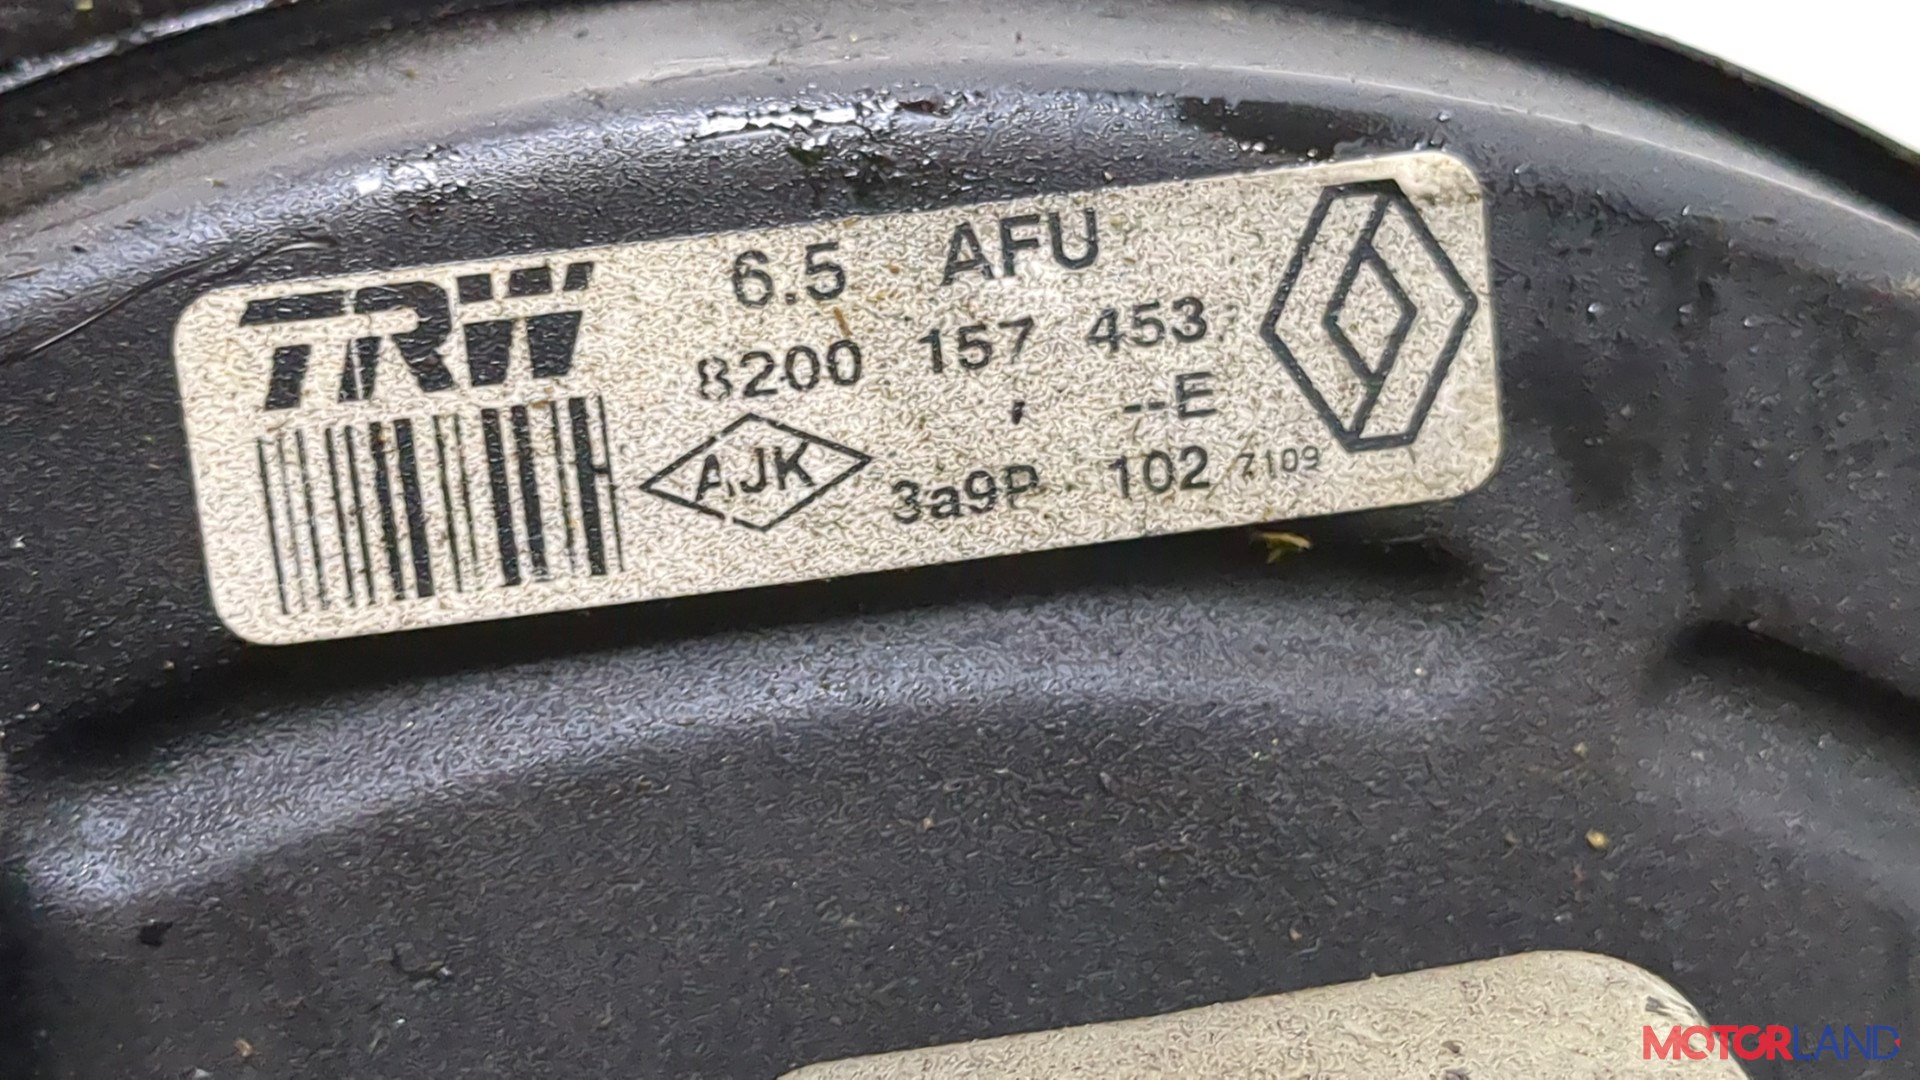 TRW
6.5 AFU
8200 157 453
--E
AJK
3a9P 102 7109
MOTORLAND